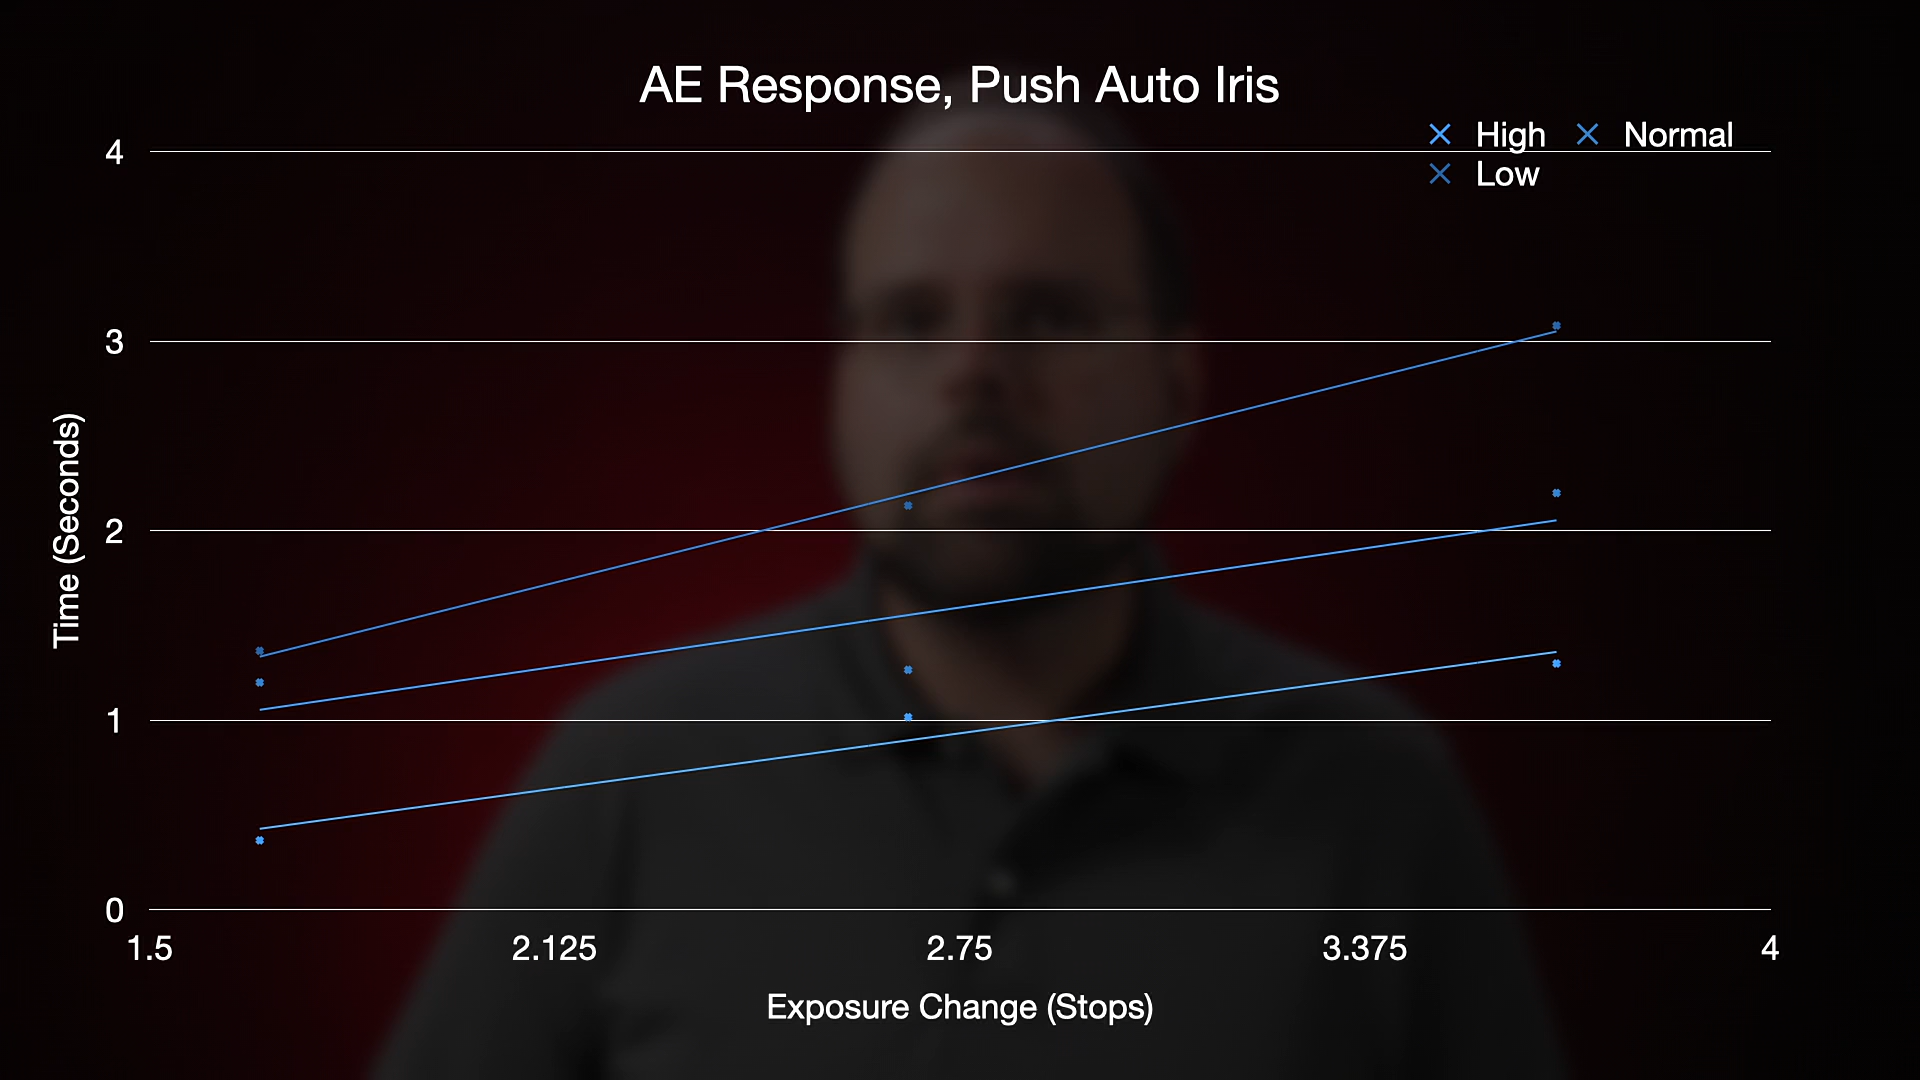 AE Response, Push Auto Iris
High Normal
Low
4
3
2
1
0
Time (Seconds)
1.5 2.125 2.75 3.375 4
Exposure Change (Stops)